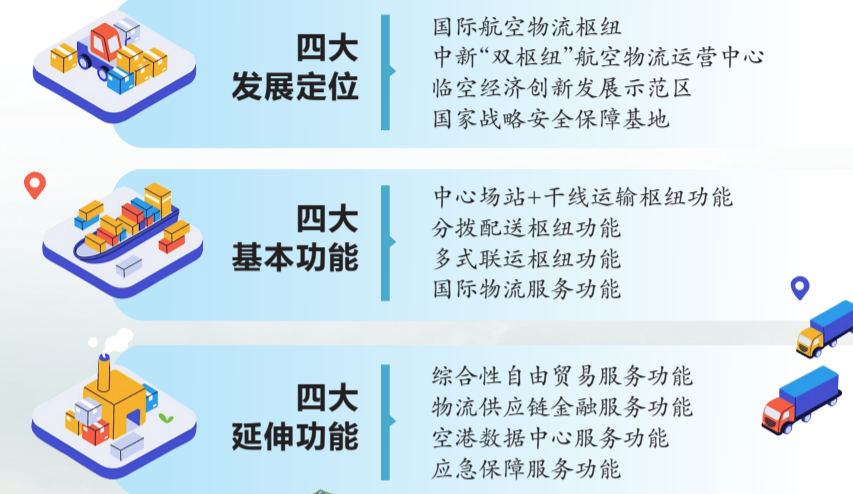 四大
发展定位
国际航空物流枢纽
中新“双枢纽”航空物流运营中心
临空经济创新发展示范区
国家战略安全保障基地
四大
基本功能
中心场站+干线运输枢纽功能
分拨配送枢纽功能
多式联运枢纽功能
国际物流服务功能
四大
延伸功能
综合性自由贸易服务功能
物流供应链金融服务功能
空港数据中心服务功能
应急保障服务功能